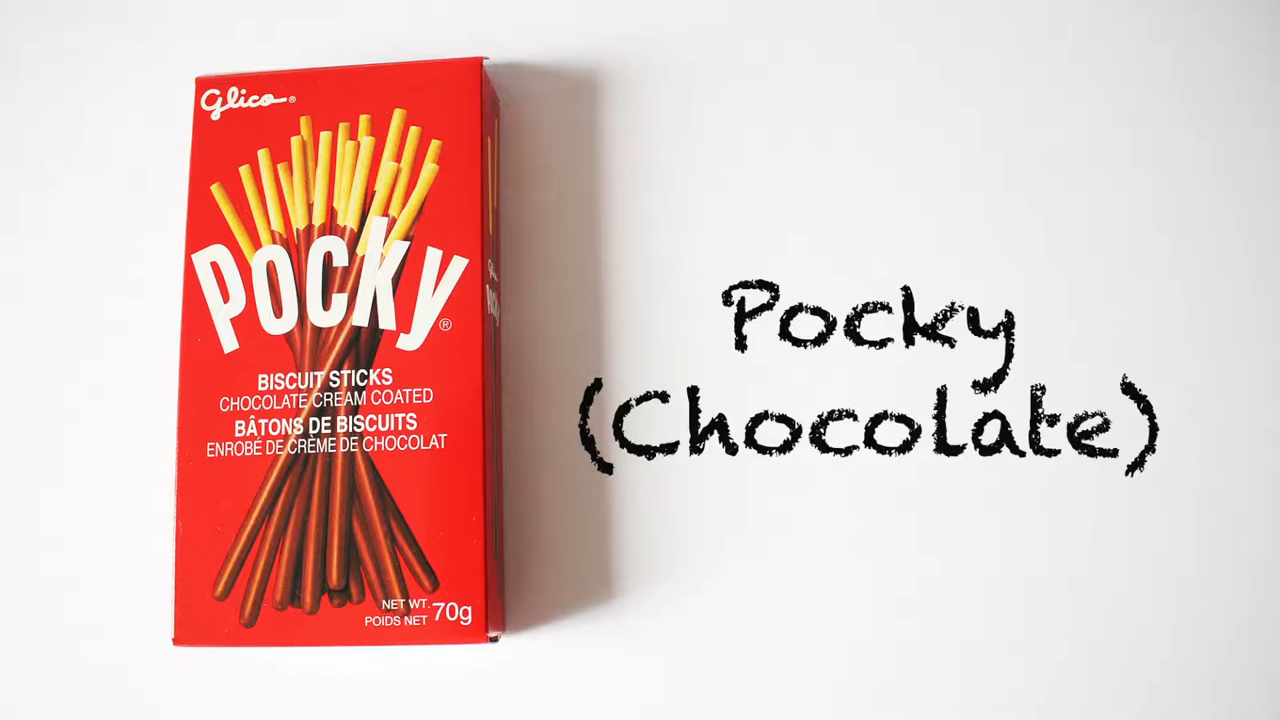 Glico®
Pocky®
BISCUIT STICKS
CHOCOLATE CREAM COATED
BÂTONS DE BISCUITS
ENROBÉ DE CRÈME DE CHOCOLAT
NET WT.
POIDS NET 70g
Pocky
(Chocolate)